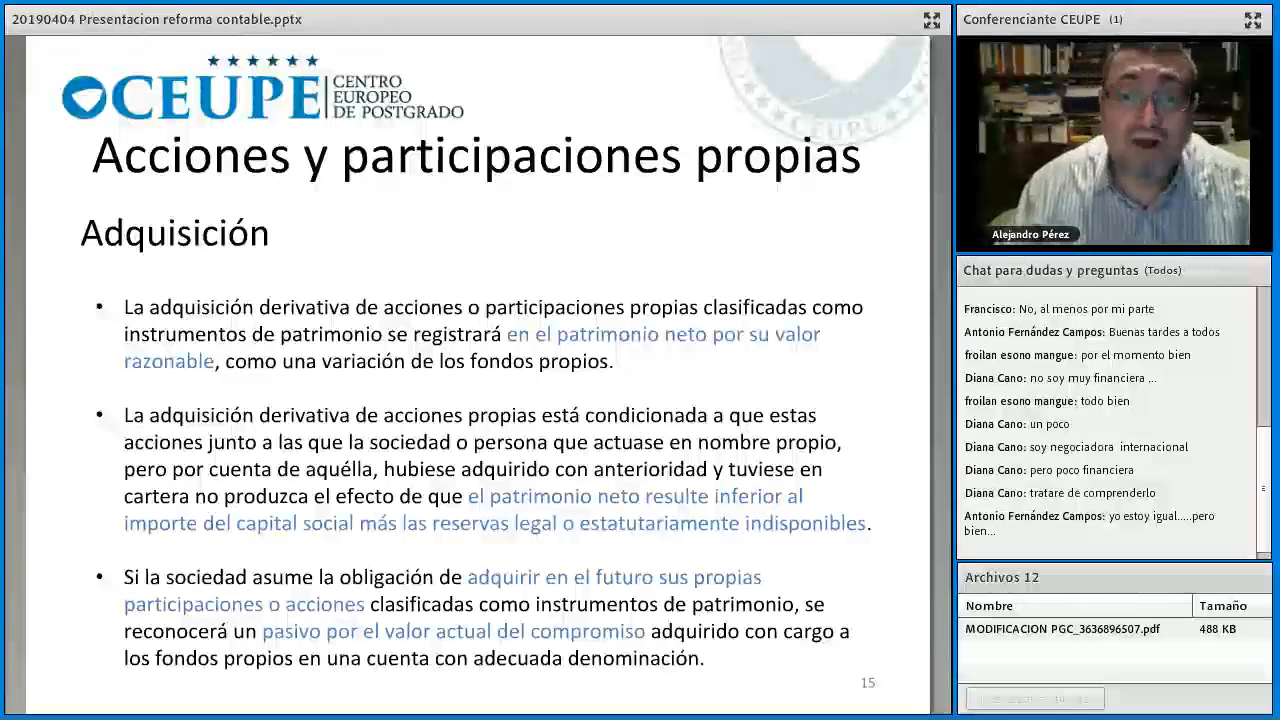 20190404 Presentacion reforma contable.pptx
CEUPE
CENTRO
EUROPEO
DE POSTGRADO
CEUPE
Acciones y participaciones propias
Adquisición
• La adquisición derivativa de acciones o participaciones propias clasificadas como
instrumentos de patrimonio se registrará en el patrimonio neto por su valor
razonable, como una variación de los fondos propios.
• La adquisición derivativa de acciones propias está condicionada a que estas
acciones junto a las que la sociedad o persona que actuase en nombre propio,
pero por cuenta de aquélla, hubiese adquirido con anterioridad y tuviese en
cartera no produzca el efecto de que el patrimonio neto resulte inferior al
importe del capital social más las reservas legal o estatutariamente indisponibles.
• Si la sociedad asume la obligación de adquirir en el futuro sus propias
participaciones o acciones clasificadas como instrumentos de patrimonio, se
reconocerá un pasivo por el valor actual del compromiso adquirido con cargo a
los fondos propios en una cuenta con adecuada denominación.
15
Conferenciante CEUPE (1)
Alejandro Pérez
Chat para dudas y preguntas (Todos)
Francisco: No, al menos por mi parte
Antonio Fernández Campos: Buenas tardes a todos
froilan esono mangue: por el momento bien
Diana Cano: no soy muy financiera ...
froilan esono mangue: todo bien
Diana Cano: un poco
Diana Cano: soy negociadora internacional
Diana Cano: pero poco financiera
Diana Cano: tratare de comprenderlo
Antonio Fernández Campos: yo estoy igual.....pero
bien...
Archivos 12
Nombre Tamaño
MODIFICACION PGC_3636896507.pdf 488 KB